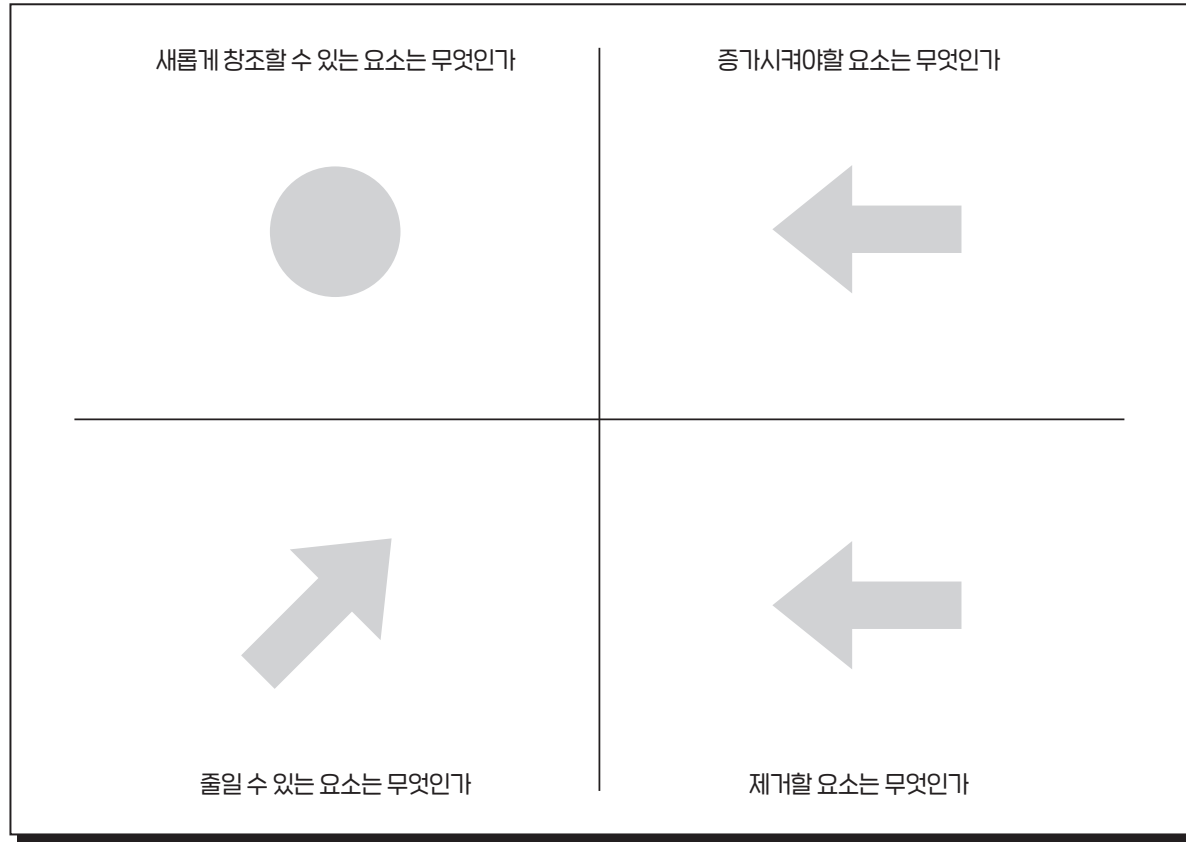 새롭게 창조할 수 있는 요소는 무엇인가
증가시켜야할 요소는 무엇인가
줄일 수 있는 요소는 무엇인가
제거할 요소는 무엇인가